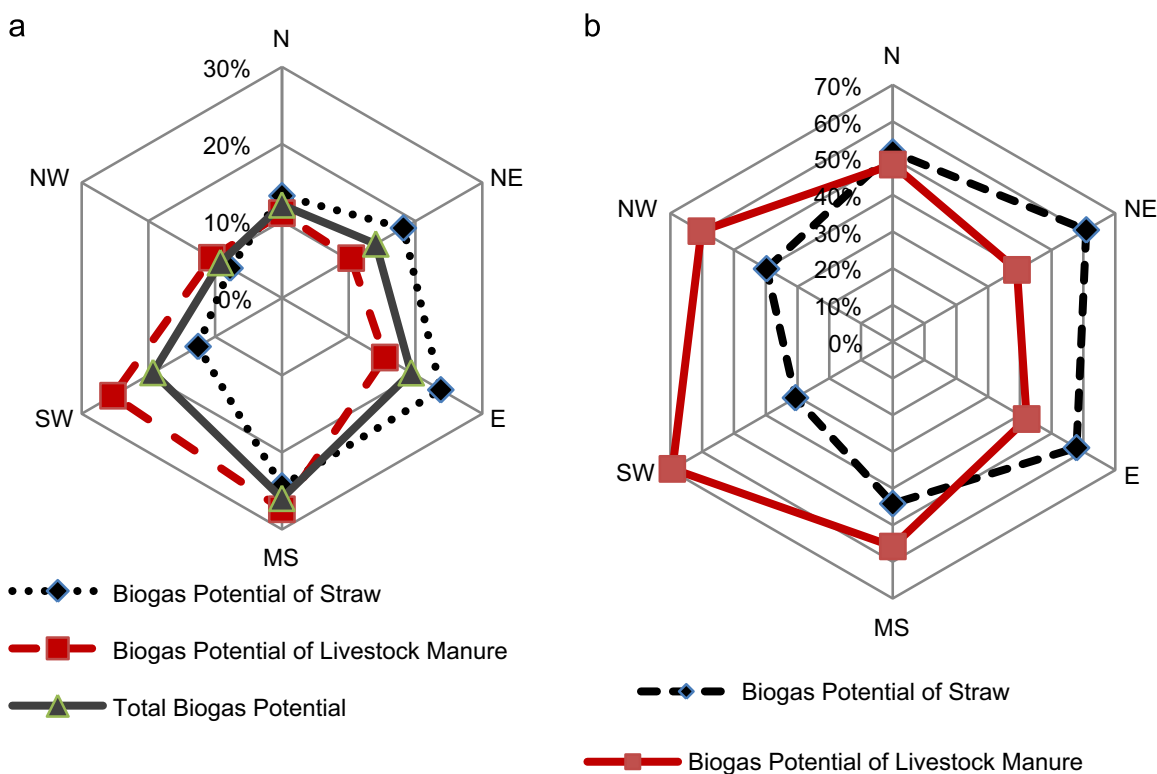 a
N
30%
20%
10%
0%
NW
NE
SW
E
MS
Biogas Potential of Straw
Biogas Potential of Livestock Manure
Total Biogas Potential
b
N
70%
60%
50%
40%
30%
20%
10%
0%
NW
NE
SW
E
MS
Biogas Potential of Straw
Biogas Potential of Livestock Manure